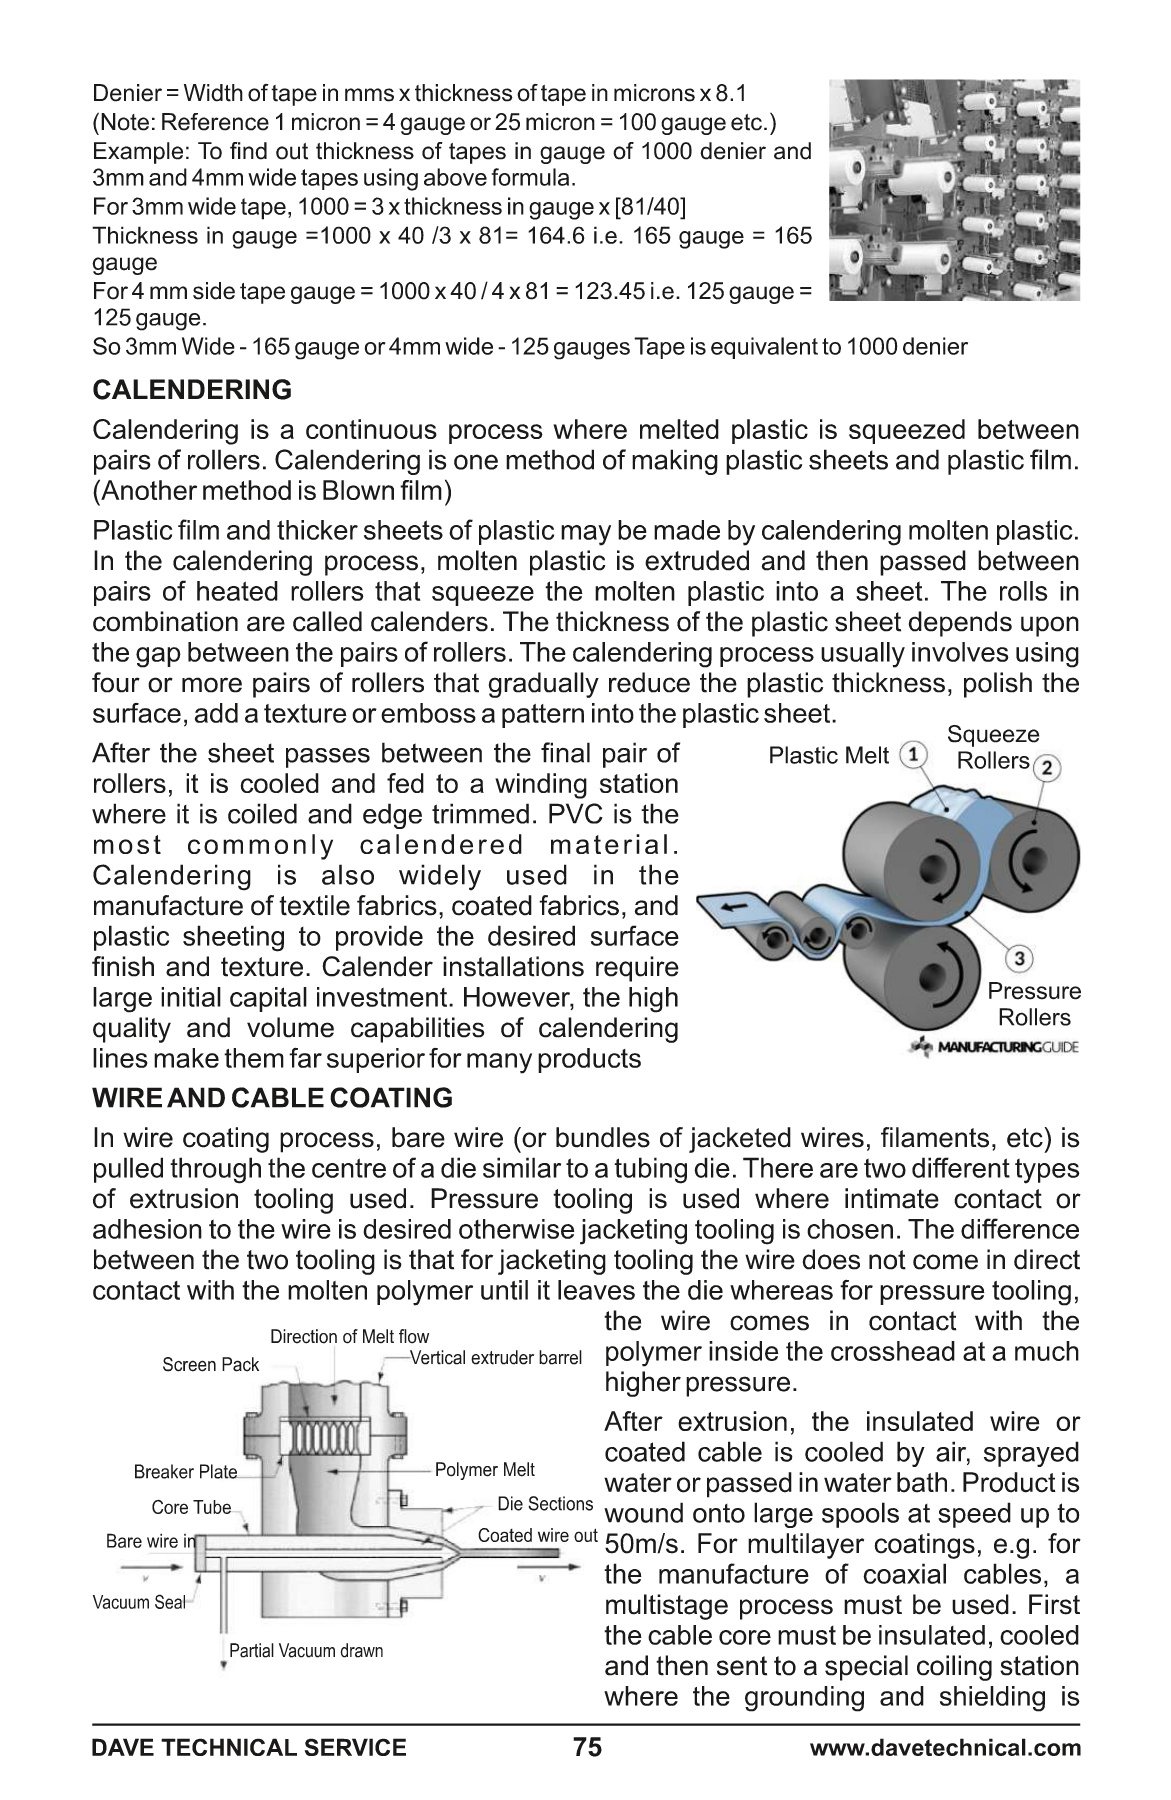 Denier = Width of tape in mms x thickness of tape in microns x 8.1
(Note: Reference 1 micron = 4 gauge or 25 micron = 100 gauge etc.)
Example: To find out thickness of tapes in gauge of 1000 denier and
3mm and 4mm wide tapes using above formula.
For 3mm wide tape, 1000 = 3 x thickness in gauge x [81/40]
Thickness in gauge =1000 x 40 /3 x 81= 164.6 i.e. 165 gauge = 165
gauge
For 4 mm side tape gauge = 1000 x 40 / 4 x 81 = 123.45 i.e. 125 gauge =
125 gauge.
So 3mm Wide - 165 gauge or 4mm wide - 125 gauges Tape is equivalent to 1000 denier
CALENDERING
Calendering is a continuous process where melted plastic is squeezed between
pairs of rollers. Calendering is one method of making plastic sheets and plastic film.
(Another method is Blown film)
Plastic film and thicker sheets of plastic may be made by calendering molten plastic.
In the calendering process, molten plastic is extruded and then passed between
pairs of heated rollers that squeeze the molten plastic into a sheet. The rolls in
combination are called calenders. The thickness of the plastic sheet depends upon
the gap between the pairs of rollers. The calendering process usually involves using
four or more pairs of rollers that gradually reduce the plastic thickness, polish the
surface, add a texture or emboss a pattern into the plastic sheet.
After the sheet passes between the final pair of
rollers, it is cooled and fed to a winding station
where it is coiled and edge trimmed. PVC is the
most commonly calendered material.
Calendering is also widely used in the
manufacture of textile fabrics, coated fabrics, and
plastic sheeting to provide the desired surface
finish and texture. Calender installations require
large initial capital investment. However, the high
quality and volume capabilities of calendering
lines make them far superior for many products
Plastic Melt 1
Squeeze
Rollers 2
3
Pressure
Rollers
MANUFACTURINGGUIDE
WIRE AND CABLE COATING
In wire coating process, bare wire (or bundles of jacketed wires, filaments, etc) is
pulled through the centre of a die similar to a tubing die. There are two different types
of extrusion tooling used. Pressure tooling is used where intimate contact or
adhesion to the wire is desired otherwise jacketing tooling is chosen. The difference
between the two tooling is that for jacketing tooling the wire does not come in direct
contact with the molten polymer until it leaves the die whereas for pressure tooling,
the wire comes in contact with the
polymer inside the crosshead at a much
higher pressure.
After extrusion, the insulated wire or
coated cable is cooled by air, sprayed
water or passed in water bath. Product is
wound onto large spools at speed up to
50m/s. For multilayer coatings, e.g. for
the manufacture of coaxial cables, a
multistage process must be used. First
the cable core must be insulated, cooled
and then sent to a special coiling station
where the grounding and shielding is
Direction of Melt flow
Screen Pack
Vertical extruder barrel
Breaker Plate
Polymer Melt
Core Tube
Die Sections
Bare wire in
Coated wire out
v
v
Vacuum Seal
Partial Vacuum drawn
DAVE TECHNICAL SERVICE
75
www.davetechnical.com